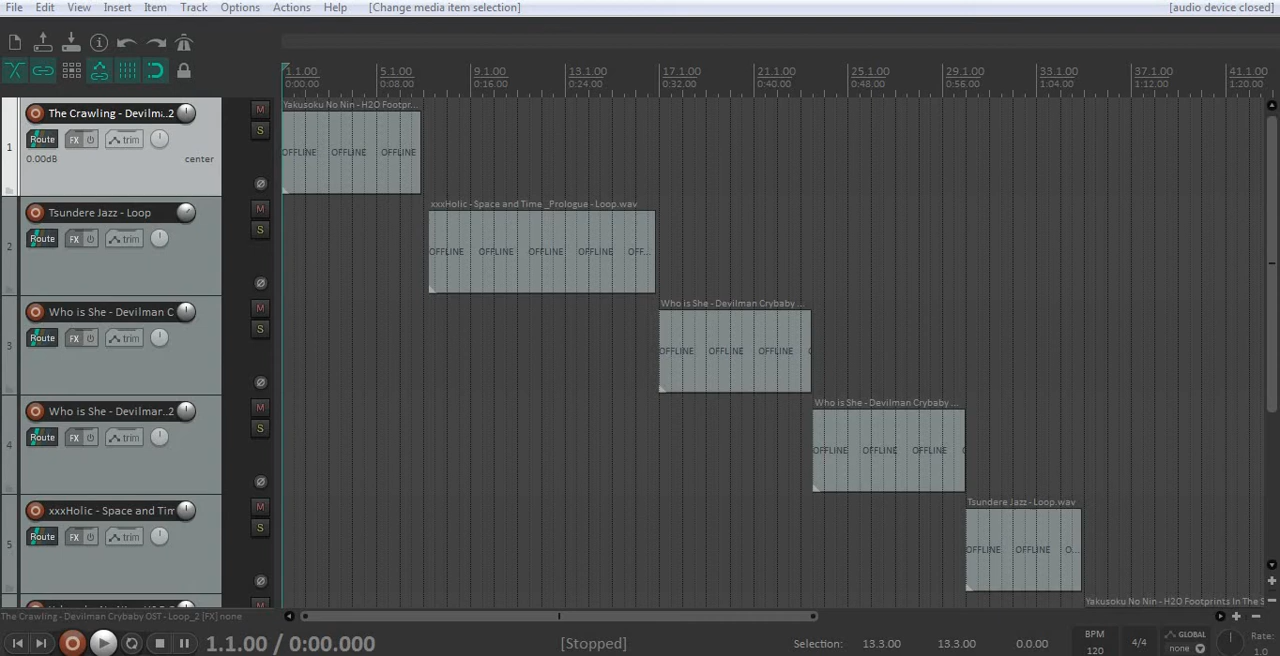 File Edit View Insert Item Track Options Actions Help [Change media item selection] [audio device closed]
1.1.00 5.1.00 9.1.00 13.1.00 17.1.00 21.1.00 25.1.00 29.1.00 33.1.00 37.1.00 41.1.00
0:00.00 0:08.00 0:16.00 0:24.00 0:32.00 0:40.00 0:48.00 0:56.00 1:04.00 1:12.00 1:20.00
1 The Crawling - Devilm..2 M
Route FX trim S
0.00dB center
Yakusoku No Nin - H2O Footpr...
OFFLINE OFFLINE OFFLINE
2 Tsundere Jazz - Loop M
Route FX trim S
xxxHolic - Space and Time _Prologue - Loop.wav
OFFLINE OFFLINE OFFLINE OFFLINE OFF...
3 Who is She - Devilman C M
Route FX trim S
Who is She - Devilman Crybaby ...
OFFLINE OFFLINE OFFLINE
4 Who is She - Devilmar..2 M
Route FX trim S
Who is She - Devilman Crybaby ...
OFFLINE OFFLINE OFFLINE
5 xxxHolic - Space and Tim M
Route FX trim S
Tsundere Jazz - Loop.wav
OFFLINE OFFLINE O...
M
Yakusoku No Nin - H2O Footprints In The S
The Crawling - Devilman Crybaby OST - Loop_2 [FX] none
1.1.00 / 0:00.000 [Stopped] Selection: 13.3.00 13.3.00 0.0.00 BPM 120 4/4 GLOBAL none Rate: 1.0